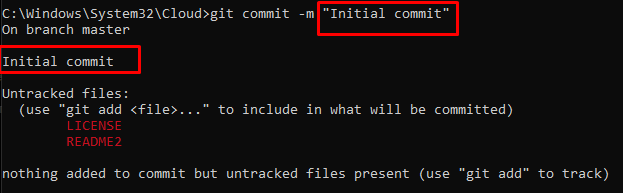 C:\Windows\System32\Cloud>git commit -m "Initial commit"
On branch master
Initial commit
Untracked files:
(use "git add <file>..." to include in what will be committed)
LICENSE
README2
nothing added to commit but untracked files present (use "git add" to track)